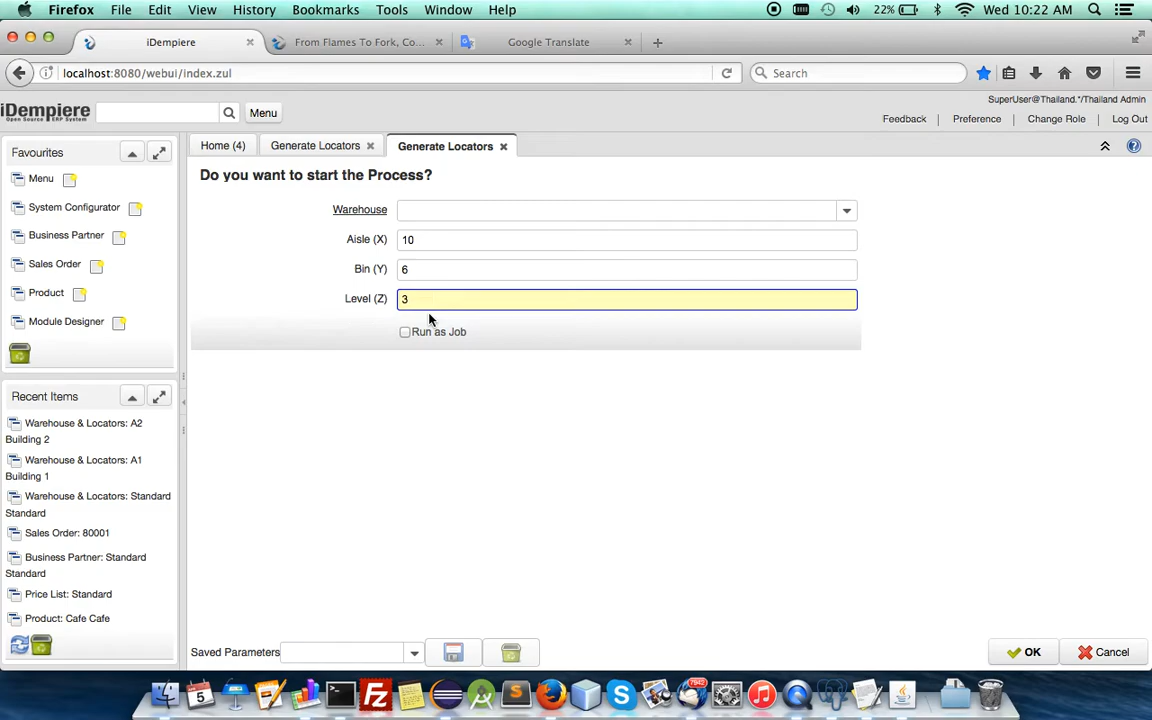 Firefox File Edit View History Bookmarks Tools Window Help 22% Wed 10:22 AM
iDempiere From Flames To Fork, Co... Google Translate
localhost:8080/webui/index.zul Search
SuperUser@Thailand.*/Thailand Admin
iDempiere Menu
Open Source ERP System
Feedback Preference Change Role Log Out
Favourites
Menu
System Configurator
Business Partner
Sales Order
Product
Module Designer
Recent Items
Warehouse & Locators: A2
Building 2
Warehouse & Locators: A1
Building 1
Warehouse & Locators: Standard
Standard
Sales Order: 80001
Business Partner: Standard
Standard
Price List: Standard
Product: Cafe Cafe
Home (4) Generate Locators Generate Locators
Do you want to start the Process?
Warehouse
Aisle (X) 10
Bin (Y) 6
Level (Z) 3
Run as Job
Saved Parameters OK Cancel
7942